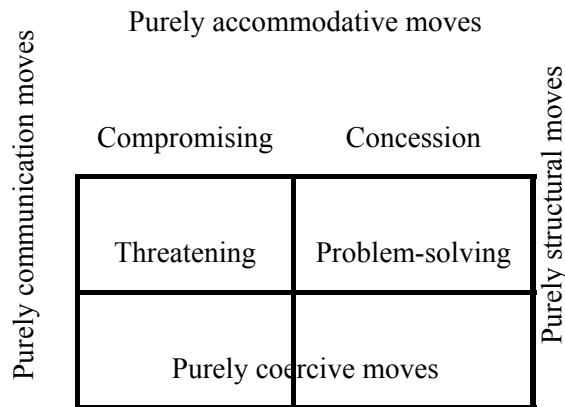 Purely accommodative moves
Purely communication moves
Compromising Concession
Purely structural moves
Threatening Problem-solving
Purely coercive moves